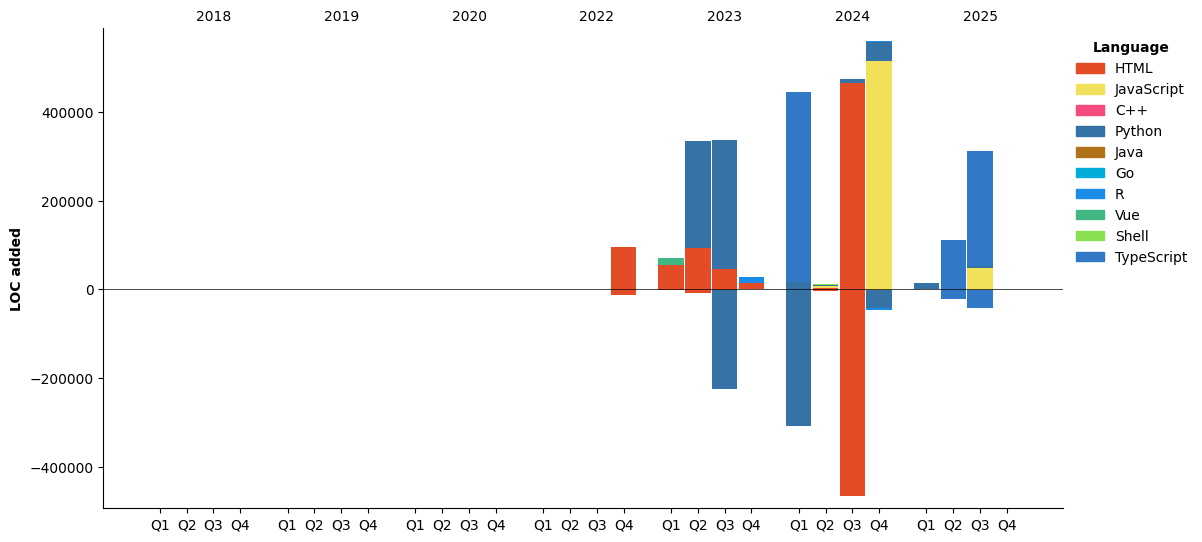 2018 2019 2020 2022 2023 2024 2025
Language
HTML
JavaScript
C++
Python
Java
Go
R
Vue
Shell
TypeScript
LOC added
400000
200000
0
−200000
−400000
Q1 Q2 Q3 Q4 Q1 Q2 Q3 Q4 Q1 Q2 Q3 Q4 Q1 Q2 Q3 Q4 Q1 Q2 Q3 Q4 Q1 Q2 Q3 Q4 Q1 Q2 Q3 Q4